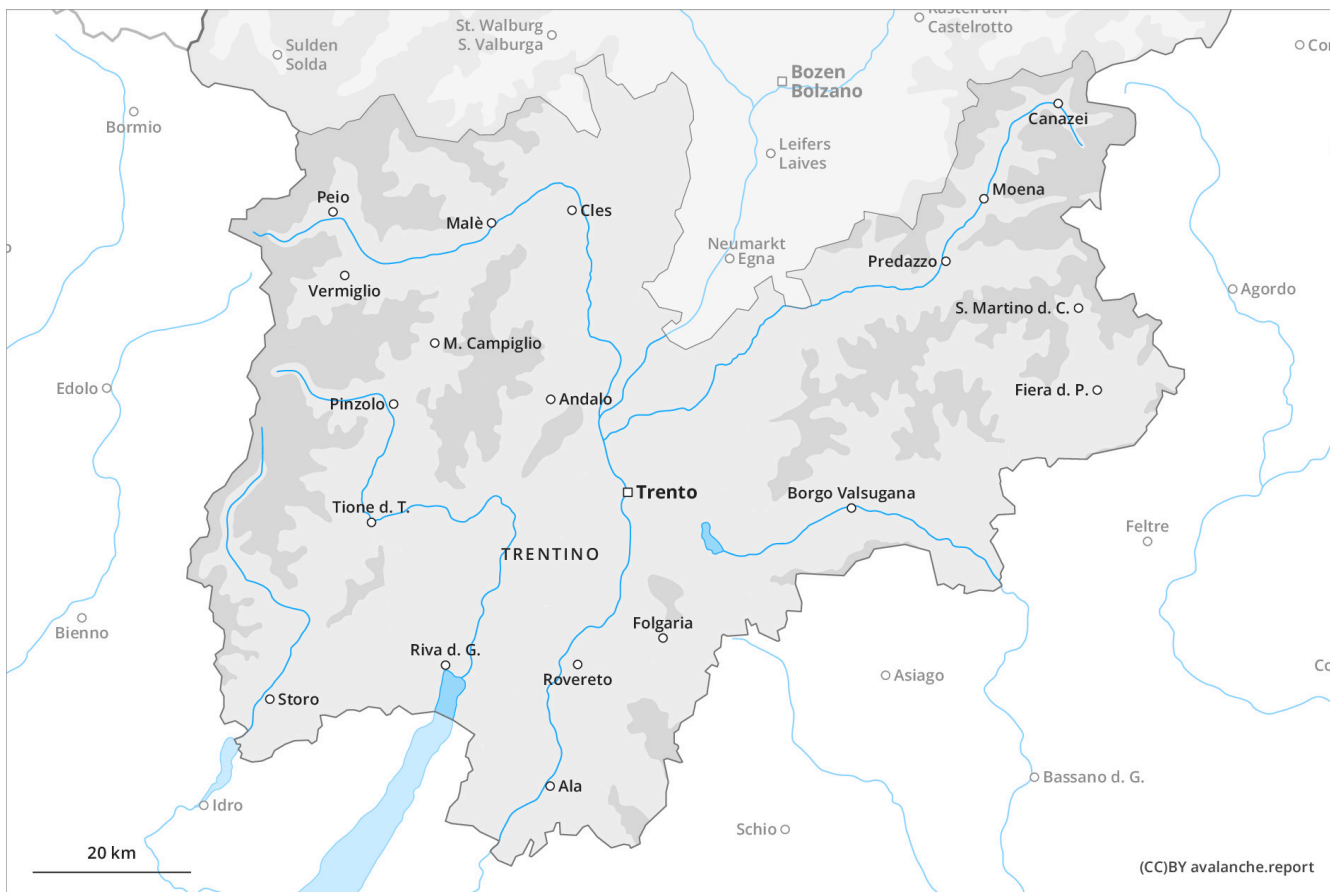 St. Walburg
S. Valburga
Kastelruth
Castelrotto
Sulden
Solda
Bozen
Bolzano
Bormio
Canazei
Leifers
Laives
Peio
Moena
Malè
Cles
Neumarkt
Egna
Predazzo
Vermiglio
Agordo
S. Martino d. C.
M. Campiglio
Edolo
Pinzolo
Andalo
Fiera d. P.
Trento
Borgo Valsugana
Tione d. T.
Feltre
TRENTINO
Bienno
Folgaria
Riva d. G.
Rovereto
Asiago
Storo
Bassano d. G.
Ala
Idro
Schio
20 km
(CC)BY avalanche.report